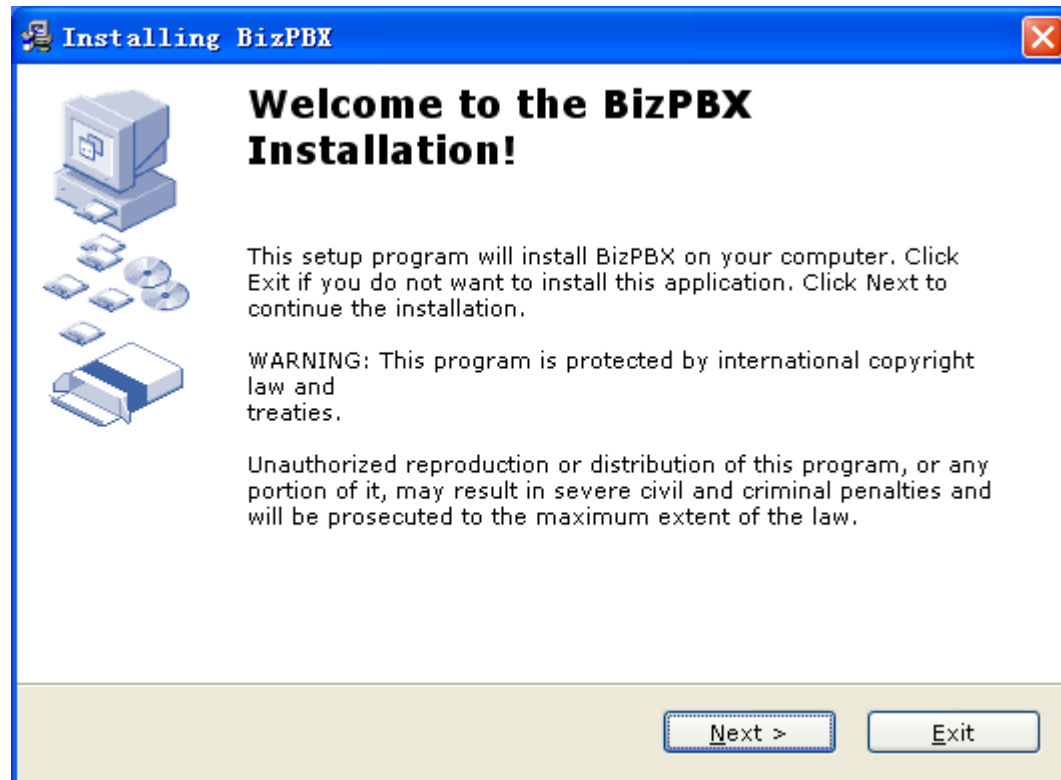 Installing BizPBX
Welcome to the BizPBX
Installation!
This setup program will install BizPBX on your computer. Click
Exit if you do not want to install this application. Click Next to
continue the installation.
WARNING: This program is protected by international copyright
law and
treaties.
Unauthorized reproduction or distribution of this program, or any
portion of it, may result in severe civil and criminal penalties and
will be prosecuted to the maximum extent of the law.
Next >
Exit